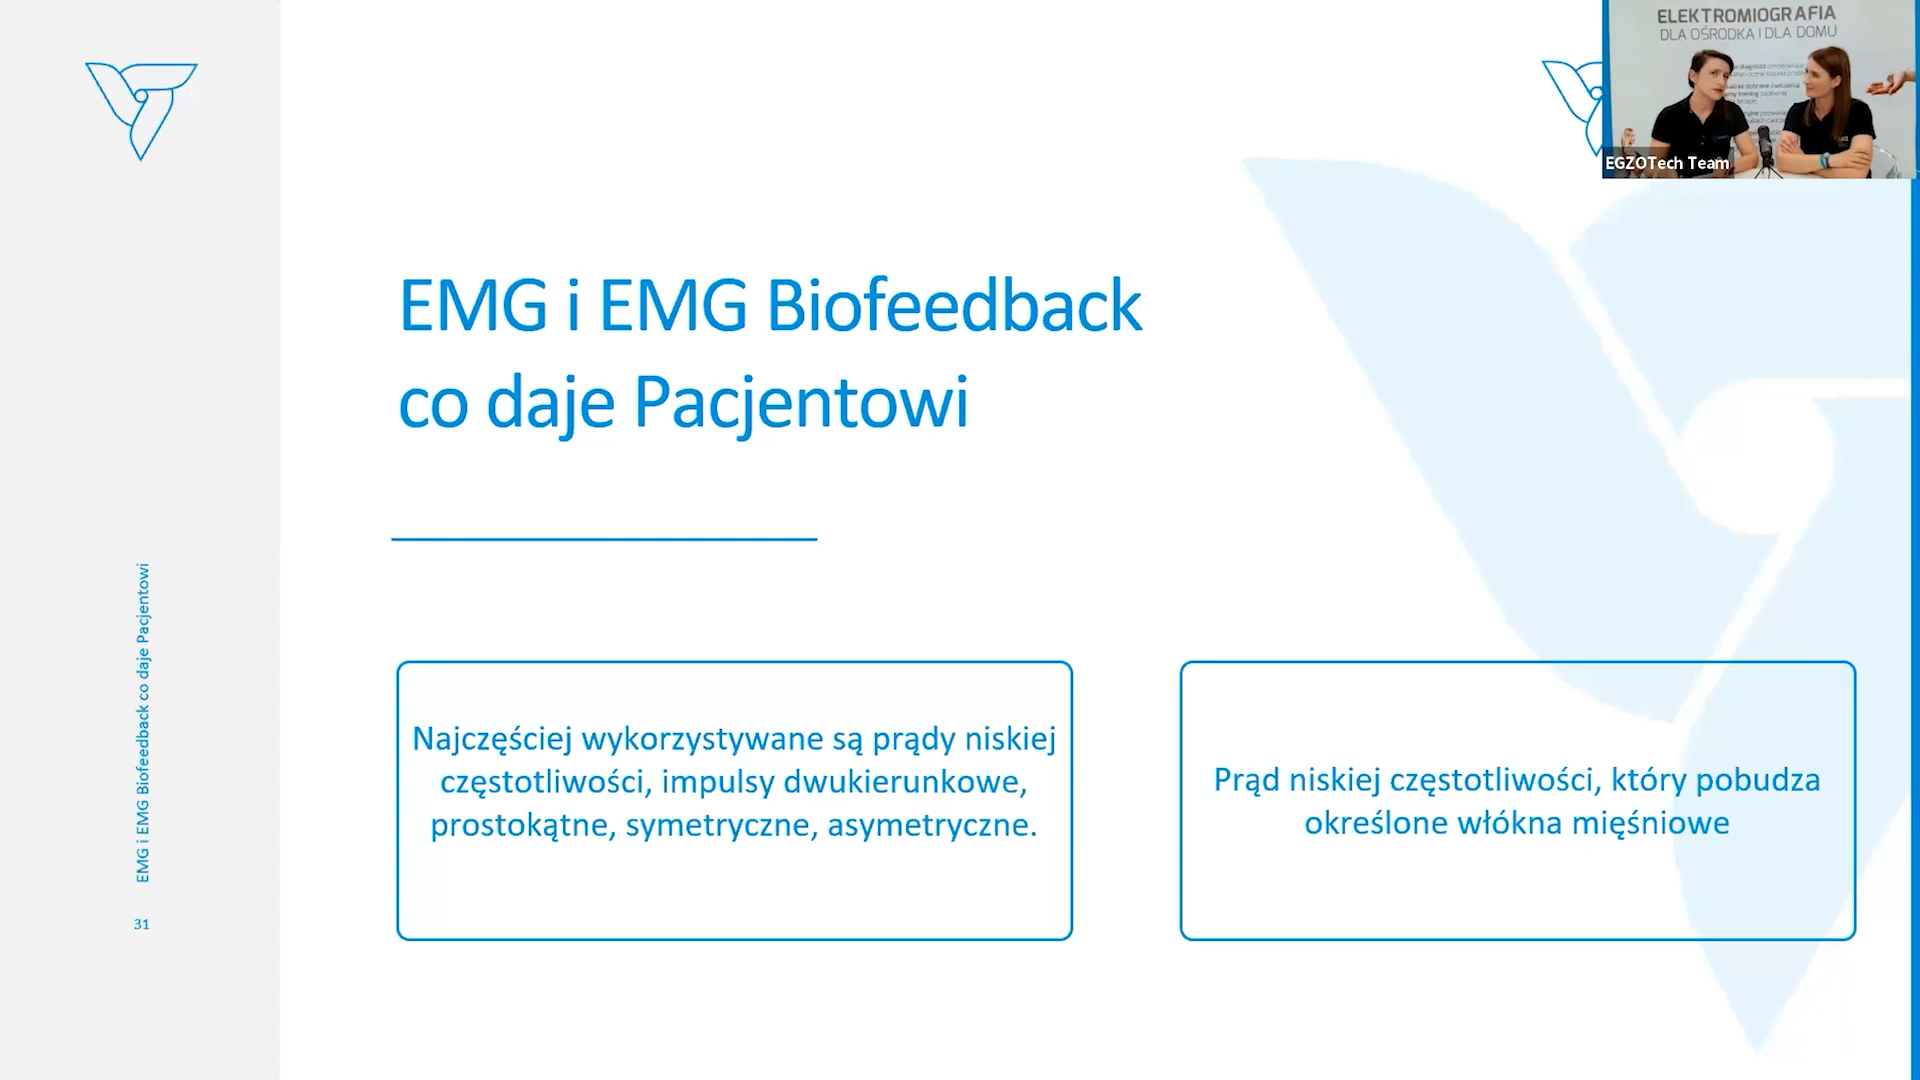 ELEKTROMIOGRAFIA
DLA OŚRODKA I DLA DOMU
EGZOTech Team
EMG i EMG Biofeedback
co daje Pacjentowi
Najczęściej wykorzystywane są prądy niskiej
częstotliwości, impulsy dwukierunkowe,
prostokątne, symetryczne, asymetryczne.
Prąd niskiej częstotliwości, który pobudza
określone włókna mięśniowe
EMG i EMG Biofeedback co daje Pacjentowi
31